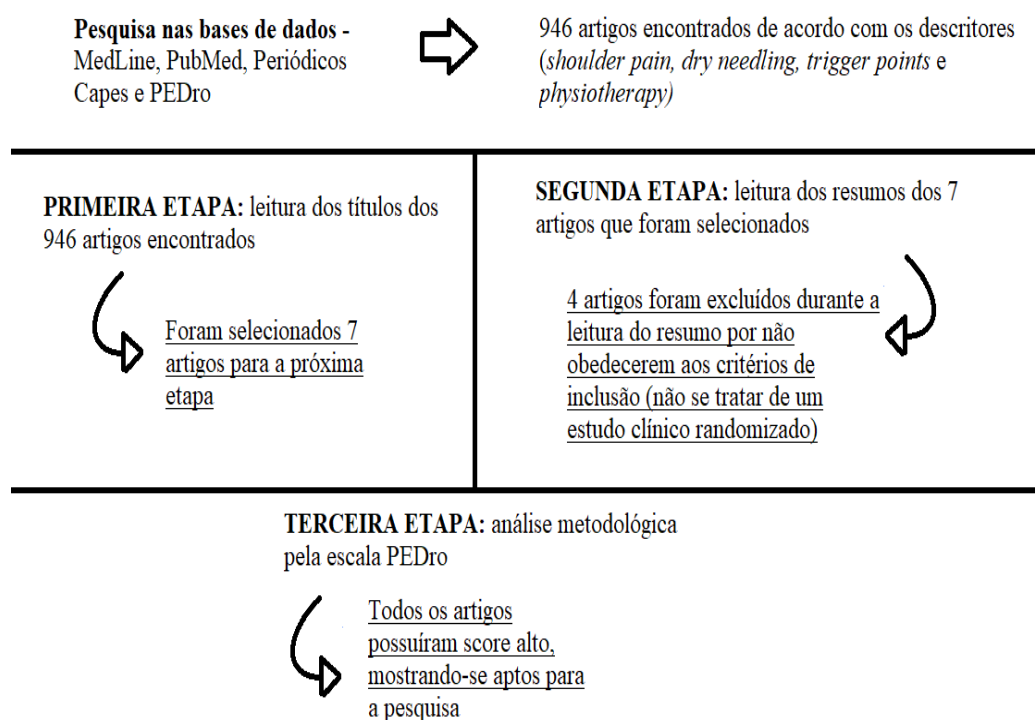 Pesquisa nas bases de dados -
MedLine, PubMed, Periódicos
Capes e PEDro
946 artigos encontrados de acordo com os descritores
(shoulder pain, dry needling, trigger points e
physiotherapy)
PRIMEIRA ETAPA: leitura dos títulos dos
946 artigos encontrados
Foram selecionados 7
artigos para a próxima
etapa
SEGUNDA ETAPA: leitura dos resumos dos 7
artigos que foram selecionados
4 artigos foram excluídos durante a
leitura do resumo por não
obedecerem aos critérios de
inclusão (não se tratar de um
estudo clínico randomizado)
TERCEIRA ETAPA: análise metodológica
pela escala PEDro
Todos os artigos
possuíram score alto,
mostrando-se aptos para
a pesquisa